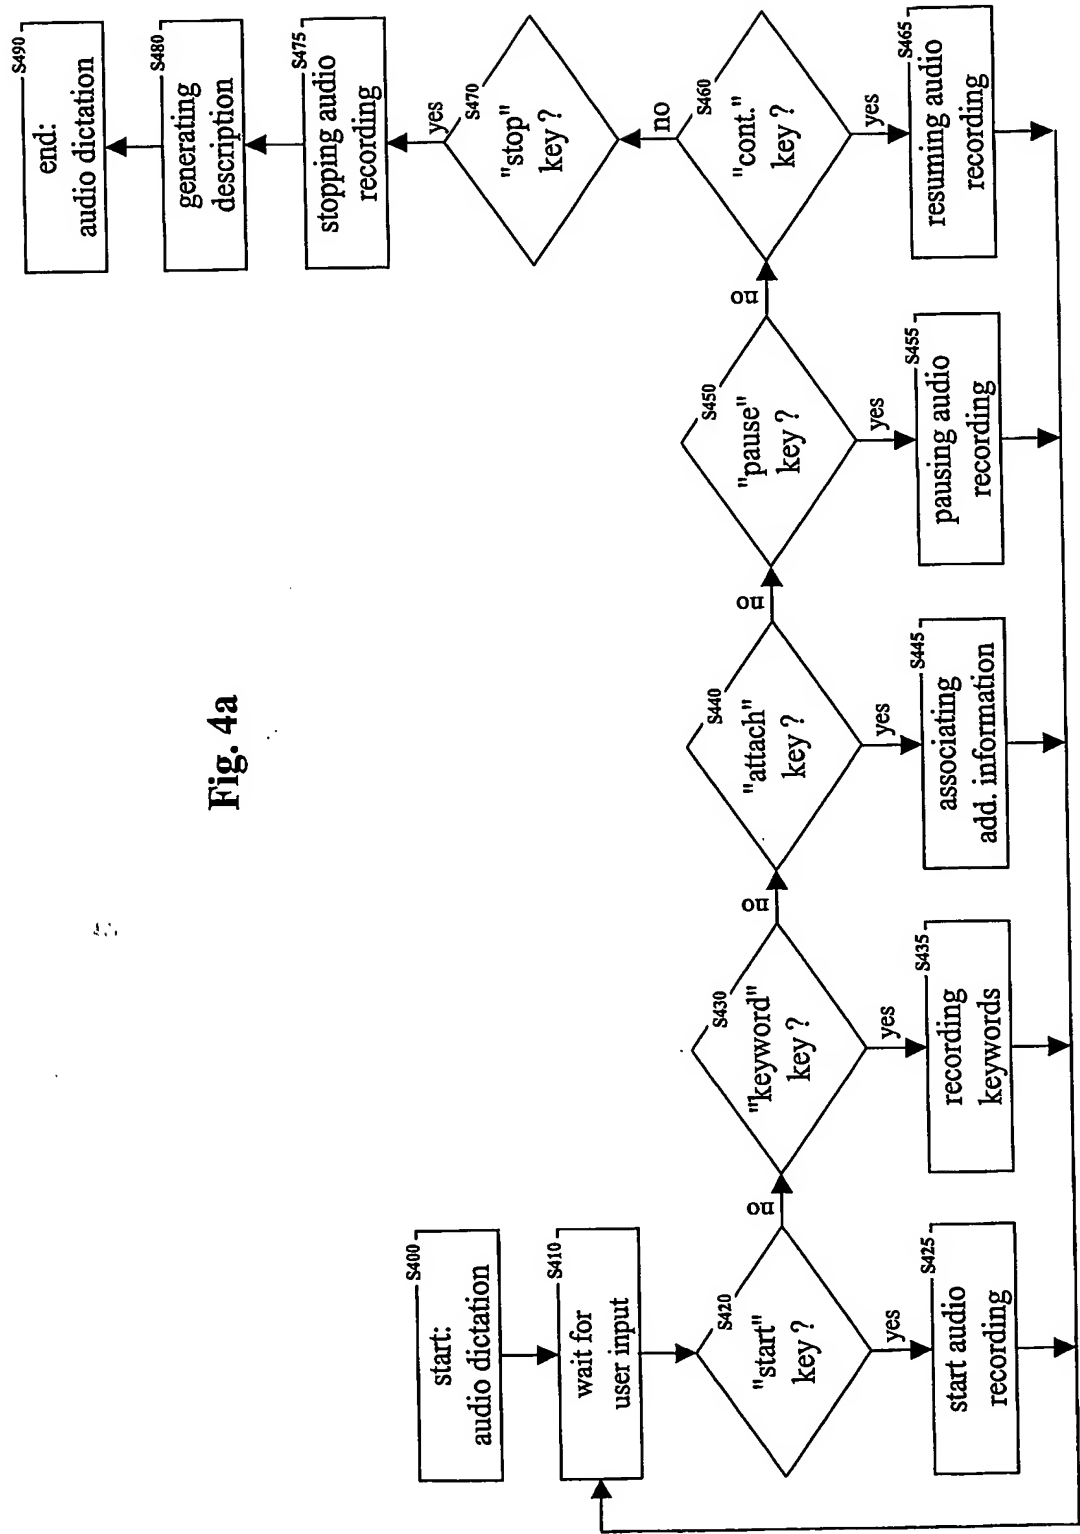 Fig. 4a
S400
start:
audio dictation
S410
wait for
user input
S420
"start"
key?
yes
no
S425
start audio
recording
S430
"keyword"
key?
yes
no
S435
recording
keywords
S440
"attach"
key?
yes
no
S445
associating
add. information
S450
"pause"
key?
yes
no
S455
pausing audio
recording
S460
"cont."
key?
yes
no
S465
resuming audio
recording
S470
"stop"
key?
yes
S475
stopping audio
recording
S480
generating
description
S490
end:
audio dictation